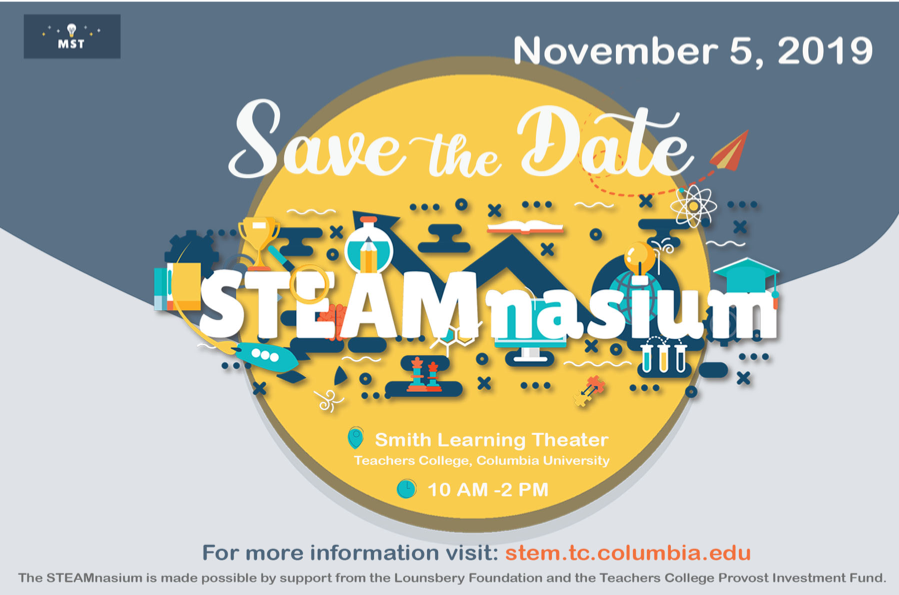 MST
November 5, 2019
Save the Date
STEAMnasium
Smith Learning Theater
Teachers College, Columbia University
10 AM -2 PM
For more information visit: stem.tc.columbia.edu
The STEAMnasium is made possible by support from the Lounsbery Foundation and the Teachers College Provost Investment Fund.